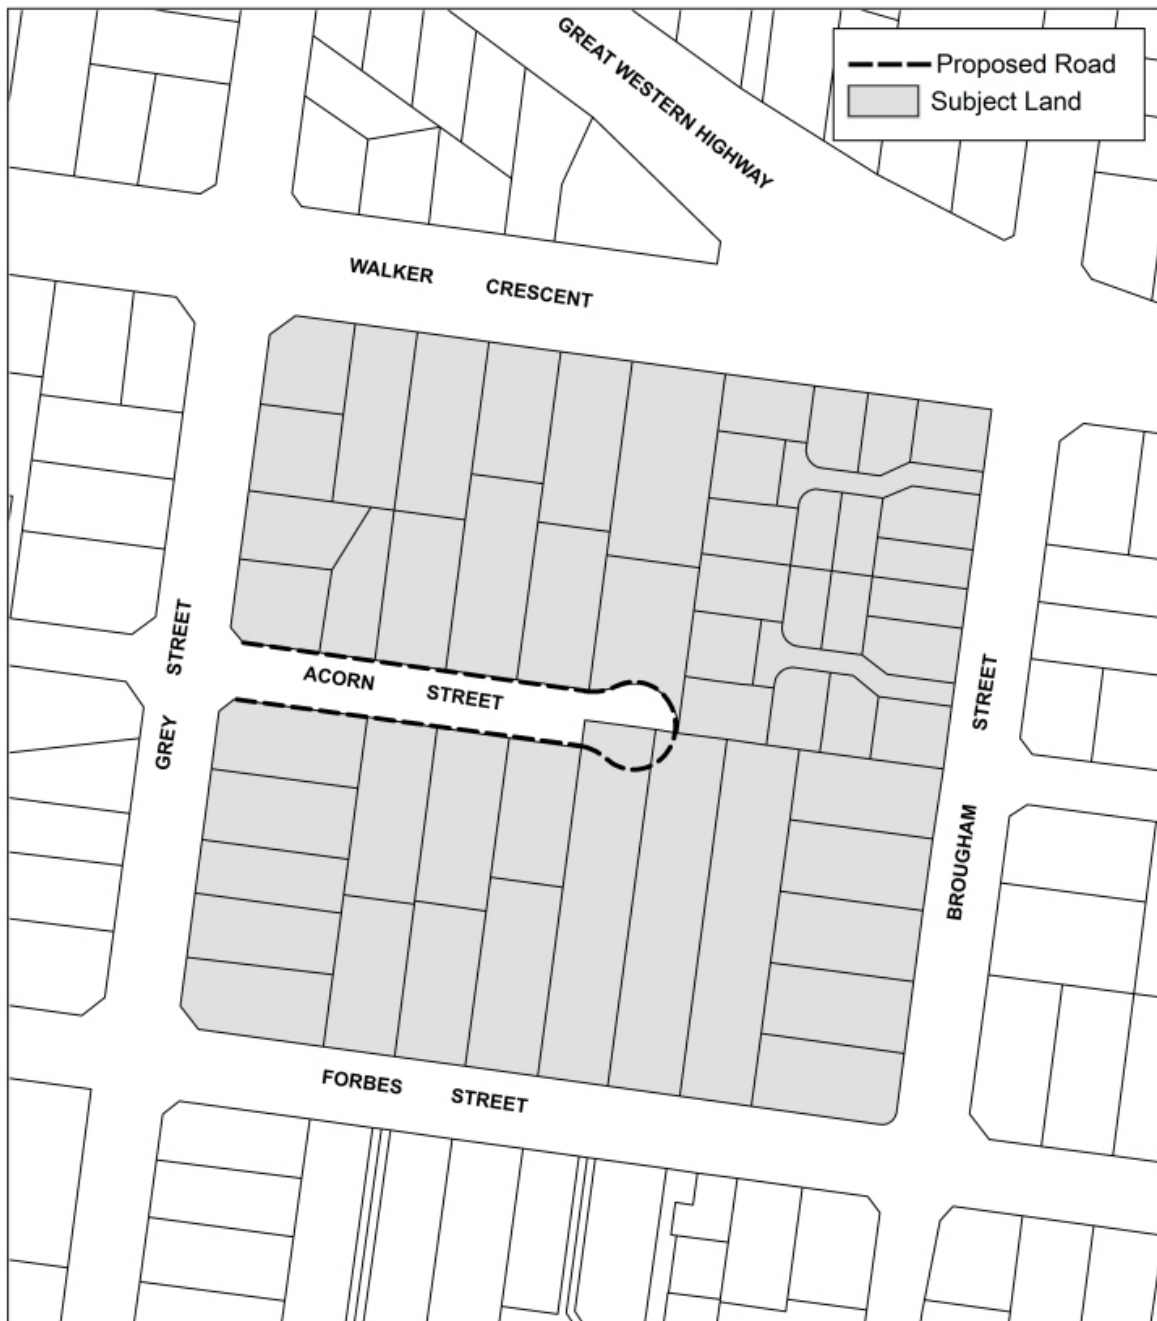 GREAT WESTERN HIGHWAY
Proposed Road
Subject Land
WALKER CRESCENT
ACORN STREET
GREY STREET
BROUGHAM STREET
FORBES STREET